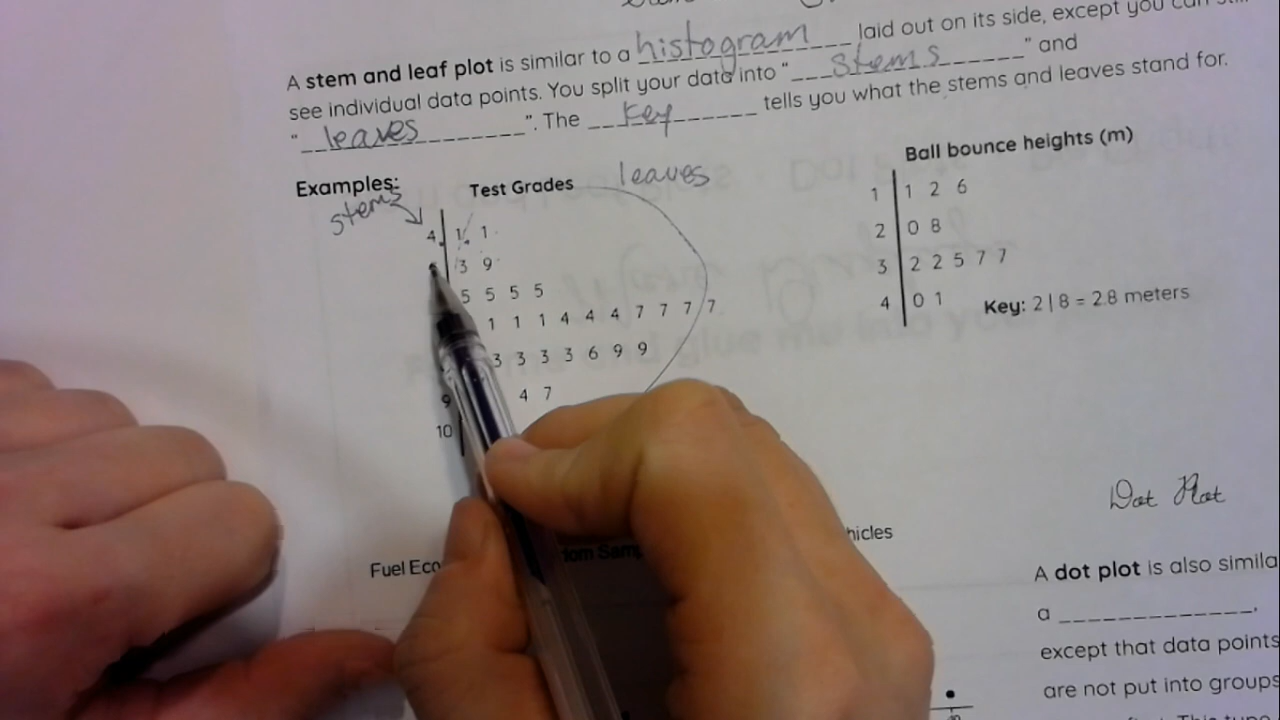 A stem and leaf plot is similar to a histogram laid out on its side, except you can
see individual data points. You split your data into "stems" and
"leaves". The key tells you what the stems and leaves stand for.
Examples:
stems
Test Grades
leaves
4 1 1
3 9
5 5 5 5
1 1 1 4 4 4 7 7 7 7
3 3 3 3 6 9 9
9 4 7
10
Ball bounce heights (m)
1 | 1 2 6
2 | 0 8
3 | 2 2 5 7 7
4 | 0 1
Key: 2 | 8 = 2.8 meters
Dot Plot
Fuel
A dot plot is also
a ____________,
except that data points
are not put into groups